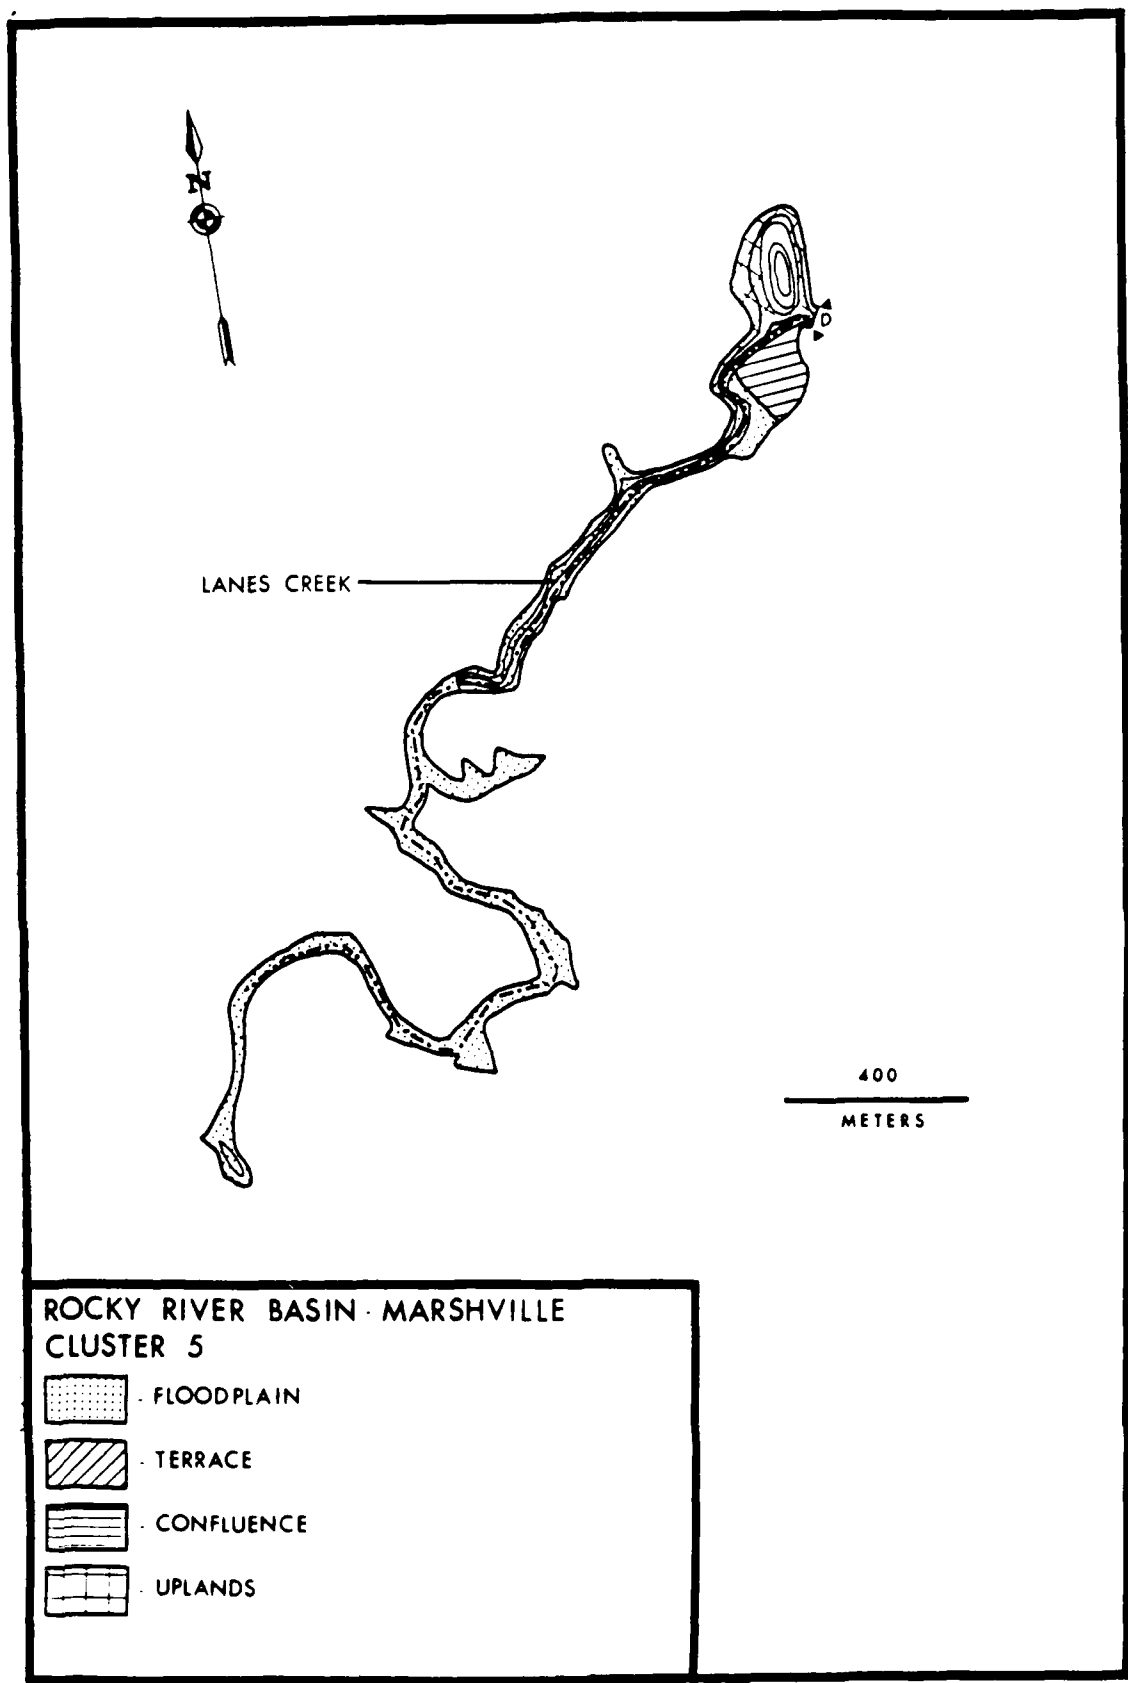 N
D
LANES CREEK
400
METERS
ROCKY RIVER BASIN · MARSHVILLE
CLUSTER 5
- FLOODPLAIN
- TERRACE
- CONFLUENCE
- UPLANDS